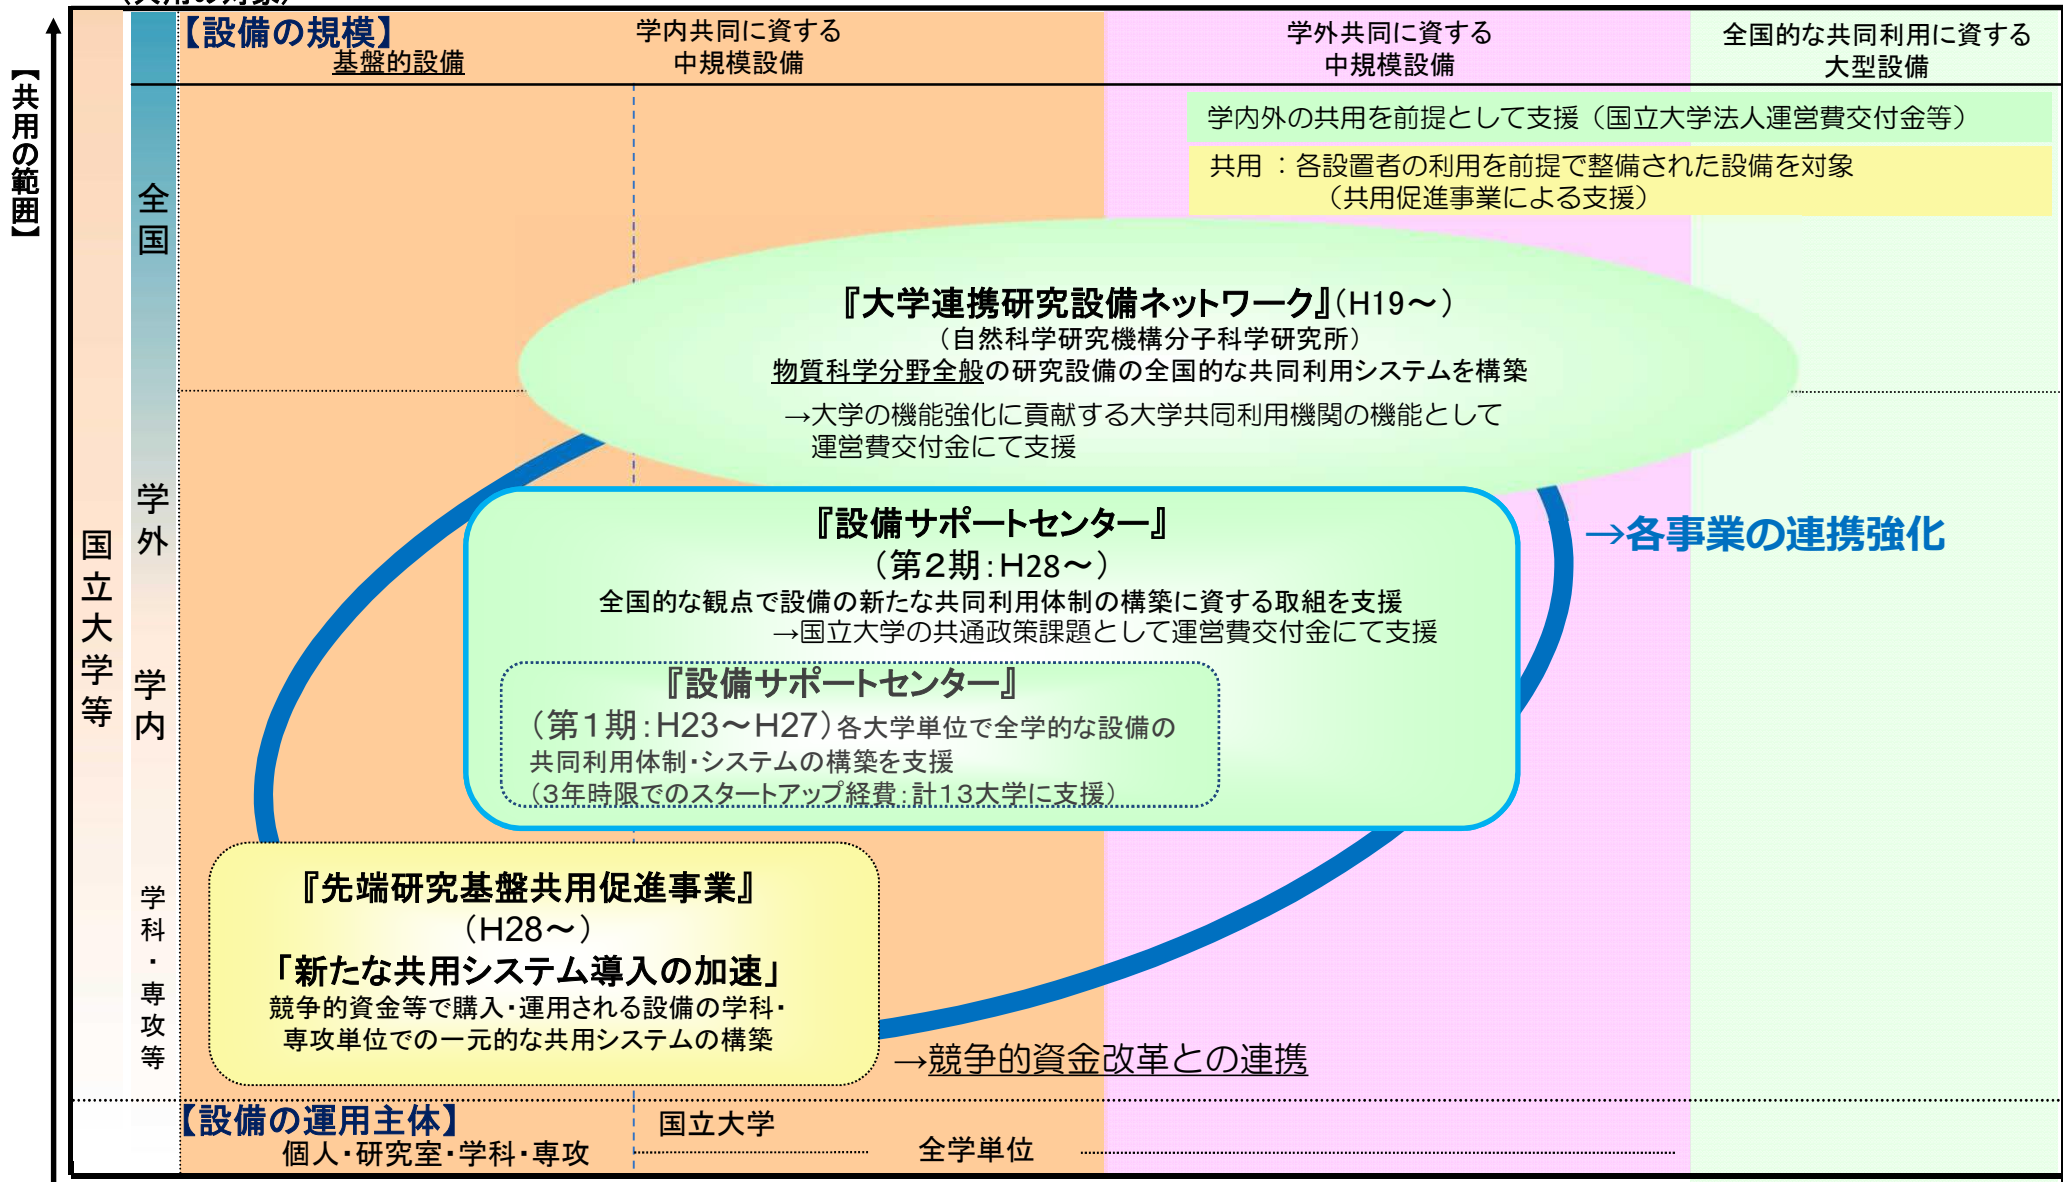 (共用の対象)
【設備の規模】
基盤的設備
学内共同に資する
中規模設備
学外共同に資する
中規模設備
全国的な共同利用に資する
大型設備
【共用の範囲】
学内外の共用を前提として支援（国立大学法人運営費交付金等）
共用 ：各設置者の利用を前提で整備された設備を対象
（共用促進事業による支援）
国立大学等
全国
学外
学内
学科・専攻等
『大学連携研究設備ネットワーク』(H19～)
（自然科学研究機構分子科学研究所）
物質科学分野全般の研究設備の全国的な共同利用システムを構築
→大学の機能強化に貢献する大学共同利用機関の機能として
運営費交付金にて支援
『設備サポートセンター』
（第２期：H28～）
全国的な観点で設備の新たな共同利用体制の構築に資する取組を支援
→国立大学の共通政策課題として運営費交付金にて支援
→各事業の連携強化
『設備サポートセンター』
（第１期：H23～H27）各大学単位で全学的な設備の
共同利用体制・システムの構築を支援
（３年時限でのスタートアップ経費：計１３大学に支援）
『先端研究基盤共用促進事業』
（H28～）
「新たな共用システム導入の加速」
競争的資金等で購入・運用される設備の学科・
専攻単位での一元的な共用システムの構築
→競争的資金改革との連携
【設備の運用主体】
個人・研究室・学科・専攻
国立大学
全学単位